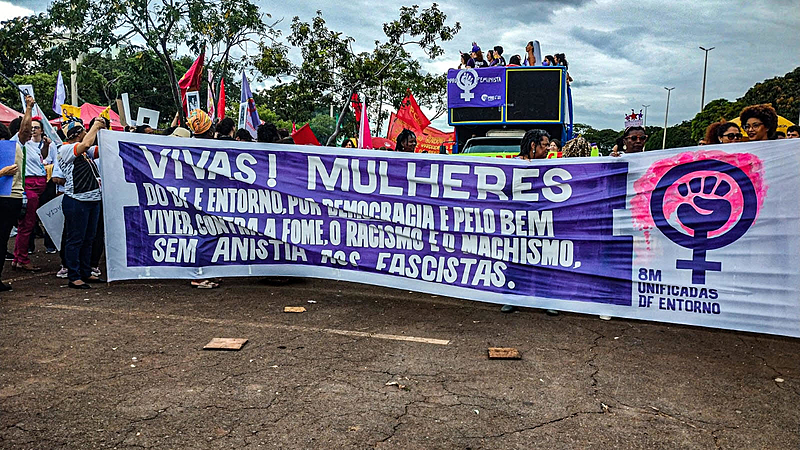 FEMINISTA
VIVAS! MULHERES
DO DF E ENTORNO, POR DEMOCRACIA E PELO BEM
VIVER, CONTRA A FOME, O RACISMO E O MACHISMO,
SEM ANISTIA AOS FASCISTAS.
8M
UNIFICADAS
DF ENTORNO